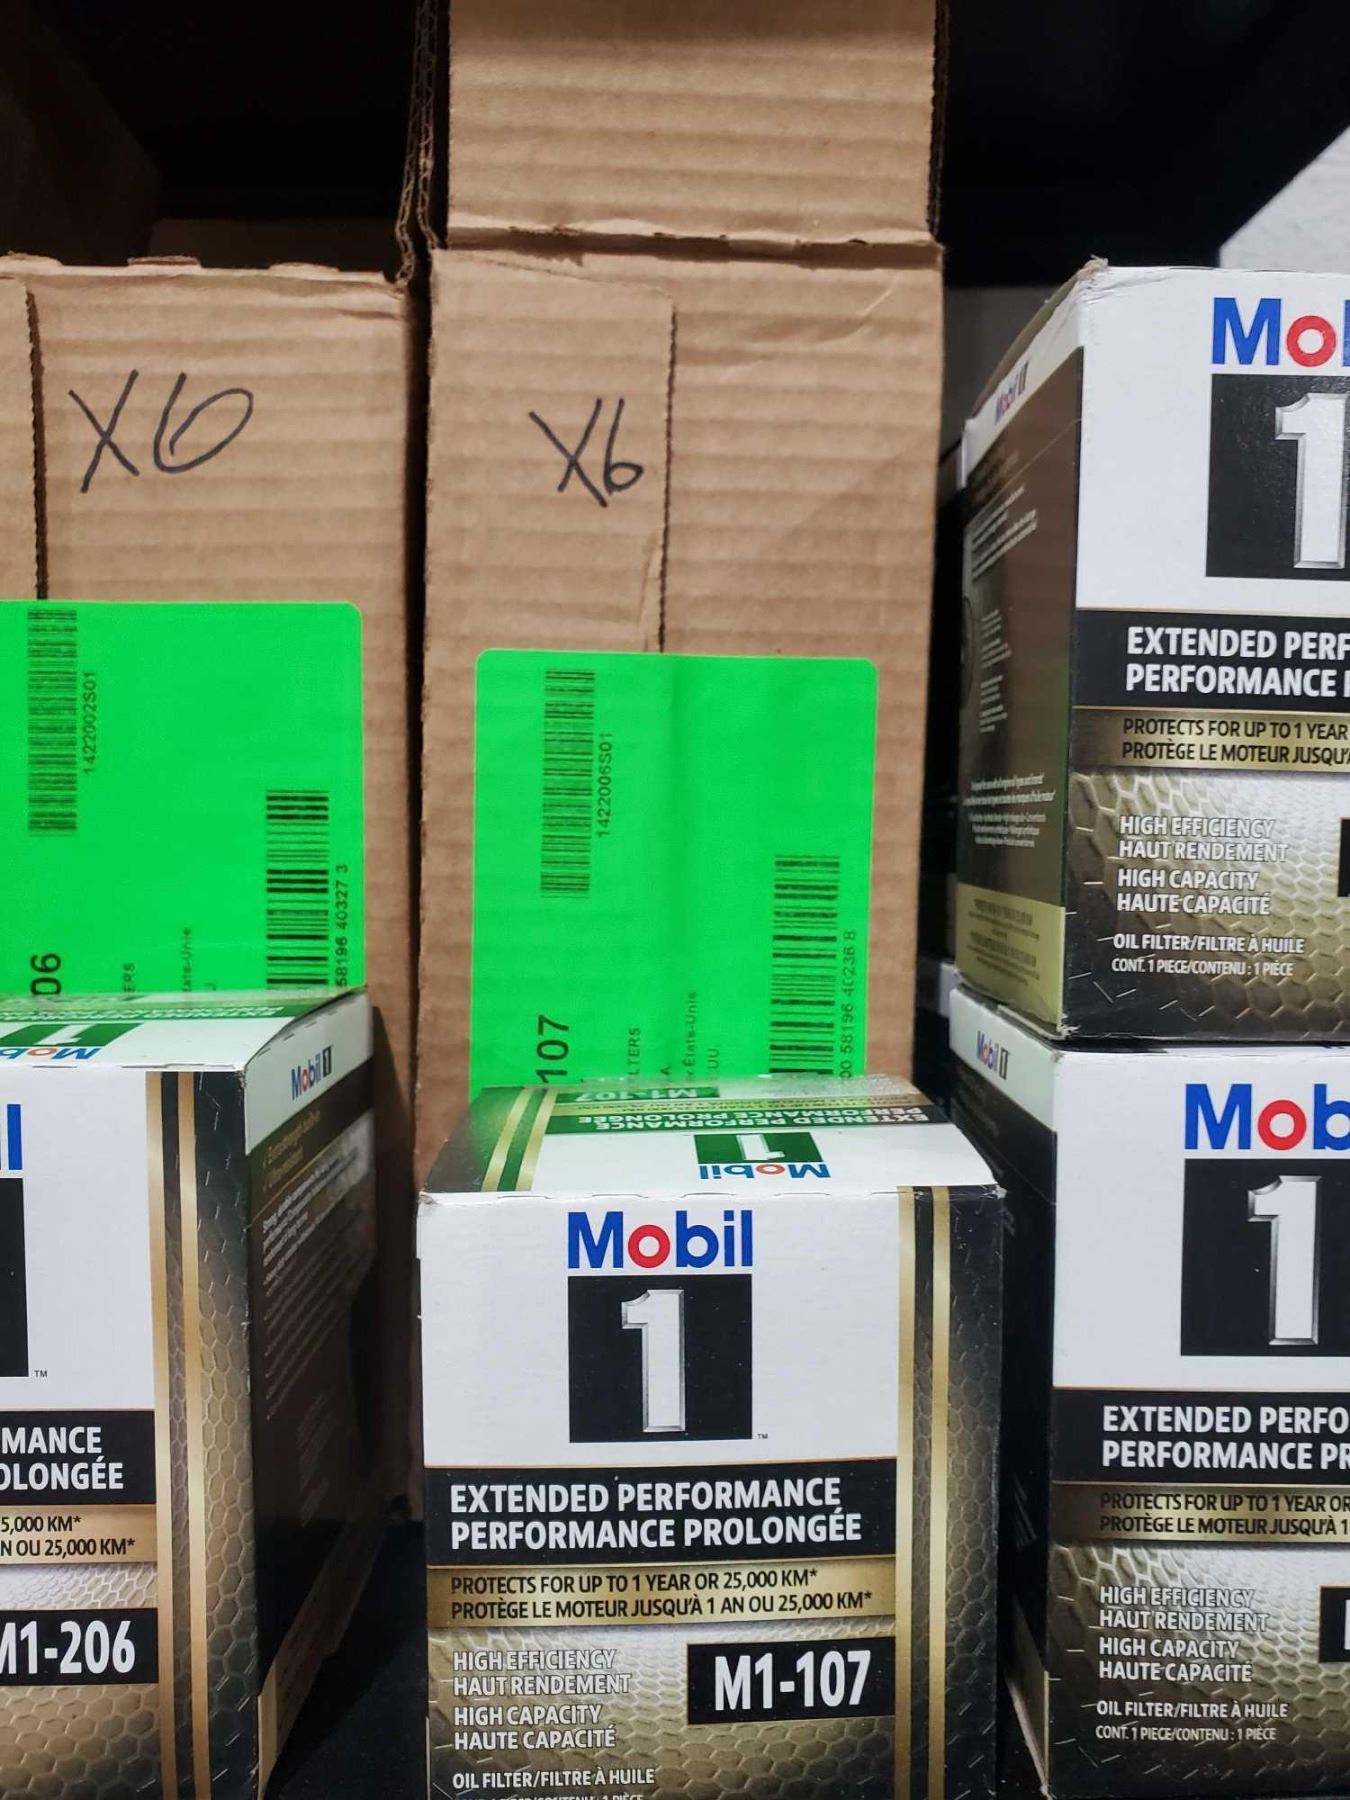 X6
X6
1422002S01
58196 40327 3
06
ERS
1422006S01
00 58196 40236 8
107
LTERS
États-Unis
Mobil
1
M1-107
EXTENDED PERFORMANCE
PERFORMANCE PROLONGÉE
Mobil
1
Mobil 1
Mo
1
EXTENDED PERF
PERFORMANCE
PROTECTS FOR UP TO 1 YEAR
PROTÈGE LE MOTEUR JUSQU'À
HIGH EFFICIENCY
HAUT RENDEMENT
HIGH CAPACITY
HAUTE CAPACITÉ
OIL FILTER/FILTRE À HUILE
CONT. 1 PIECE/CONTENU : 1 PIÈCE
Mobil 1
l
TM
MANCE
OLONGÉE
5,000 KM*
N OU 25,000 KM*
M1-206
Mobil
1
TM
EXTENDED PERFORMANCE
PERFORMANCE PROLONGÉE
PROTECTS FOR UP TO 1 YEAR OR 25,000 KM*
PROTÈGE LE MOTEUR JUSQU'À 1 AN OU 25,000 KM*
HIGH EFFICIENCY
HAUT RENDEMENT
HIGH CAPACITY
HAUTE CAPACITÉ
M1-107
OIL FILTER/FILTRE À HUILE
Mobil 1
Mob
1
EXTENDED PERFO
PERFORMANCE PR
PROTECTS FOR UP TO 1 YEAR OR
PROTÈGE LE MOTEUR JUSQU'À 1
HIGH EFFICIENCY
HAUT RENDEMENT
HIGH CAPACITY
HAUTE CAPACITÉ
OIL FILTER/FILTRE À HUILE
CONT. 1 PIECE/CONTENU : 1 PIÈCE